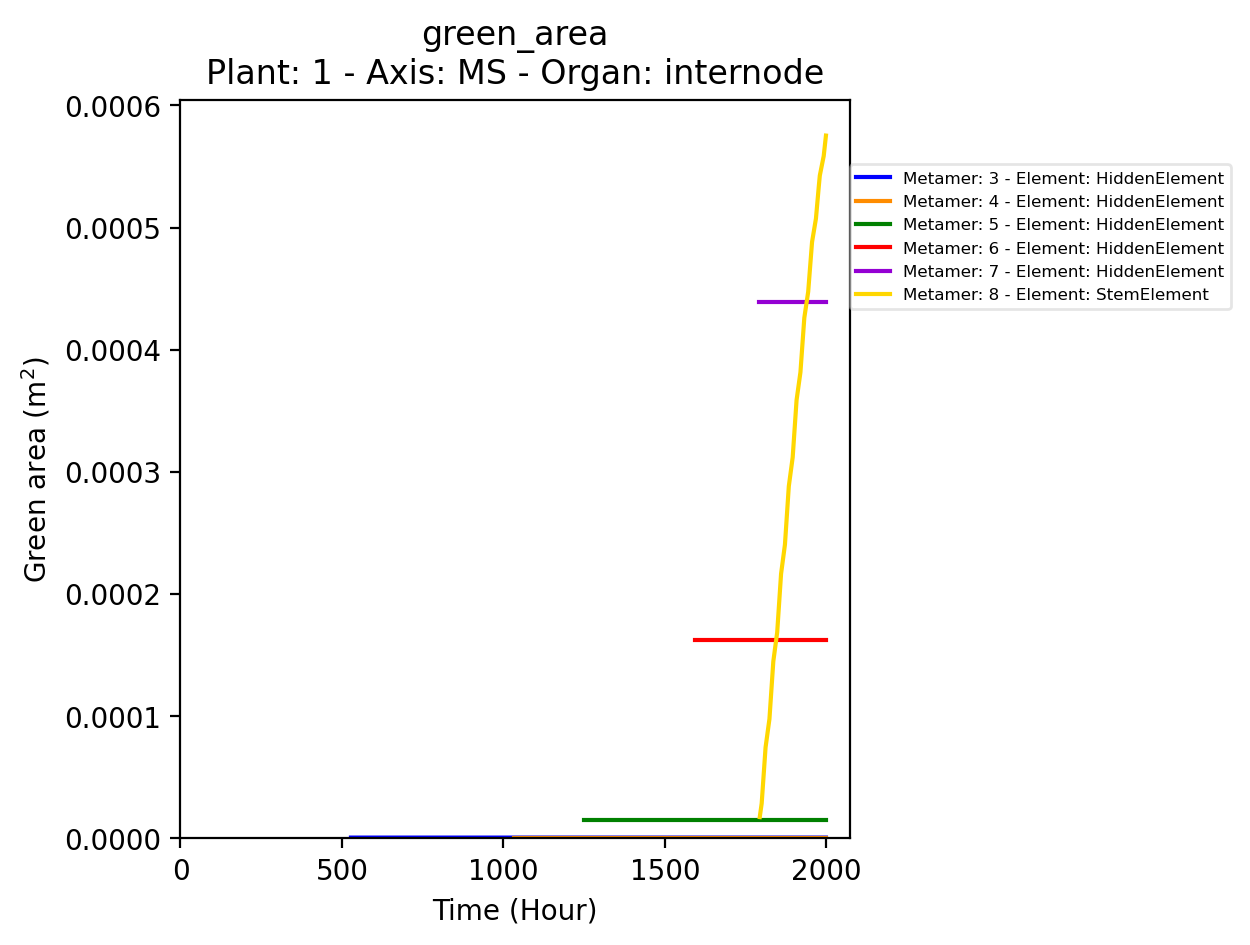 green_area
Plant: 1 - Axis: MS - Organ: internode
0.0006
0.0005
0.0004
0.0003
0.0002
0.0001
0.0000
Green area (m²)
0 500 1000 1500 2000
Time (Hour)
Metamer: 3 - Element: HiddenElement
Metamer: 4 - Element: HiddenElement
Metamer: 5 - Element: HiddenElement
Metamer: 6 - Element: HiddenElement
Metamer: 7 - Element: HiddenElement
Metamer: 8 - Element: StemElement